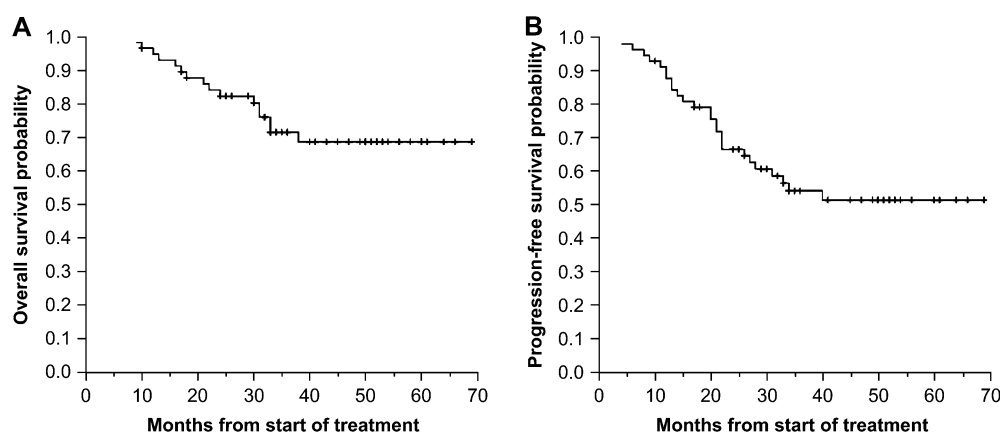 A
Overall survival probability
1.0
0.9
0.8
0.7
0.6
0.5
0.4
0.3
0.2
0.1
0.0
0 10 20 30 40 50 60 70
Months from start of treatment
B
Progression-free survival probability
1.0
0.9
0.8
0.7
0.6
0.5
0.4
0.3
0.2
0.1
0.0
0 10 20 30 40 50 60 70
Months from start of treatment